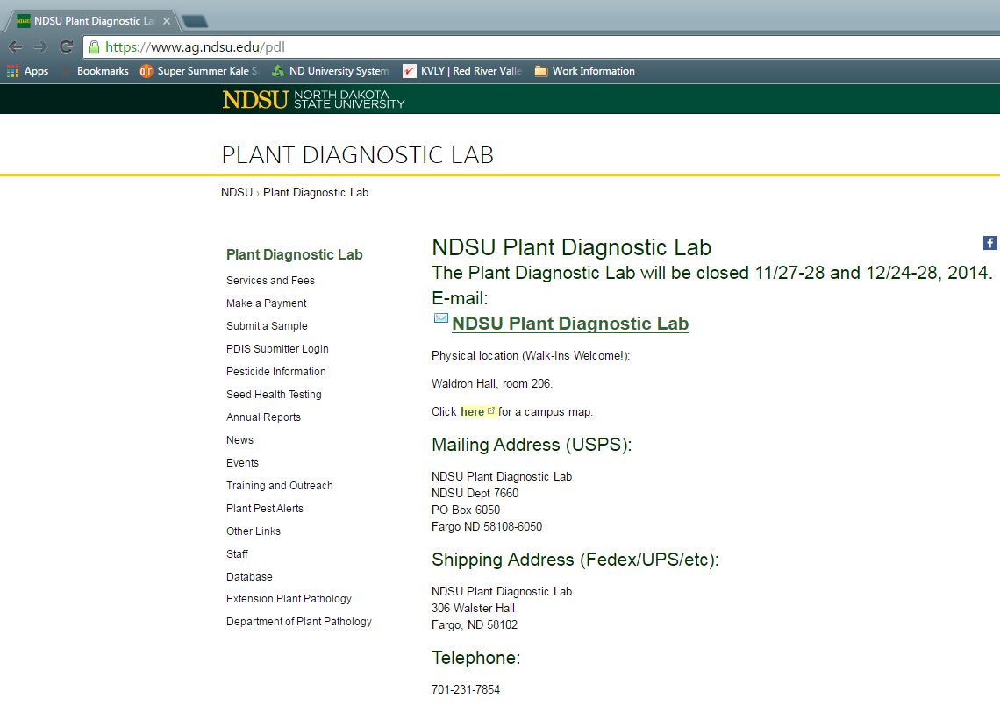 NDSU Plant Diagnostic La
https://www.ag.ndsu.edu/pdl
Apps Bookmarks Super Summer Kale Sa ND University System KVLY | Red River Valle Work Information
NDSU NORTH DAKOTA
STATE UNIVERSITY
PLANT DIAGNOSTIC LAB
NDSU › Plant Diagnostic Lab
Plant Diagnostic Lab
Services and Fees
Make a Payment
Submit a Sample
PDIS Submitter Login
Pesticide Information
Seed Health Testing
Annual Reports
News
Events
Training and Outreach
Plant Pest Alerts
Other Links
Staff
Database
Extension Plant Pathology
Department of Plant Pathology
NDSU Plant Diagnostic Lab
The Plant Diagnostic Lab will be closed 11/27-28 and 12/24-28, 2014.
E-mail:
NDSU Plant Diagnostic Lab
Physical location (Walk-Ins Welcome!):
Waldron Hall, room 206.
Click here for a campus map.
Mailing Address (USPS):
NDSU Plant Diagnostic Lab
NDSU Dept 7660
PO Box 6050
Fargo ND 58108-6050
Shipping Address (Fedex/UPS/etc):
NDSU Plant Diagnostic Lab
306 Walster Hall
Fargo, ND 58102
Telephone:
701-231-7854